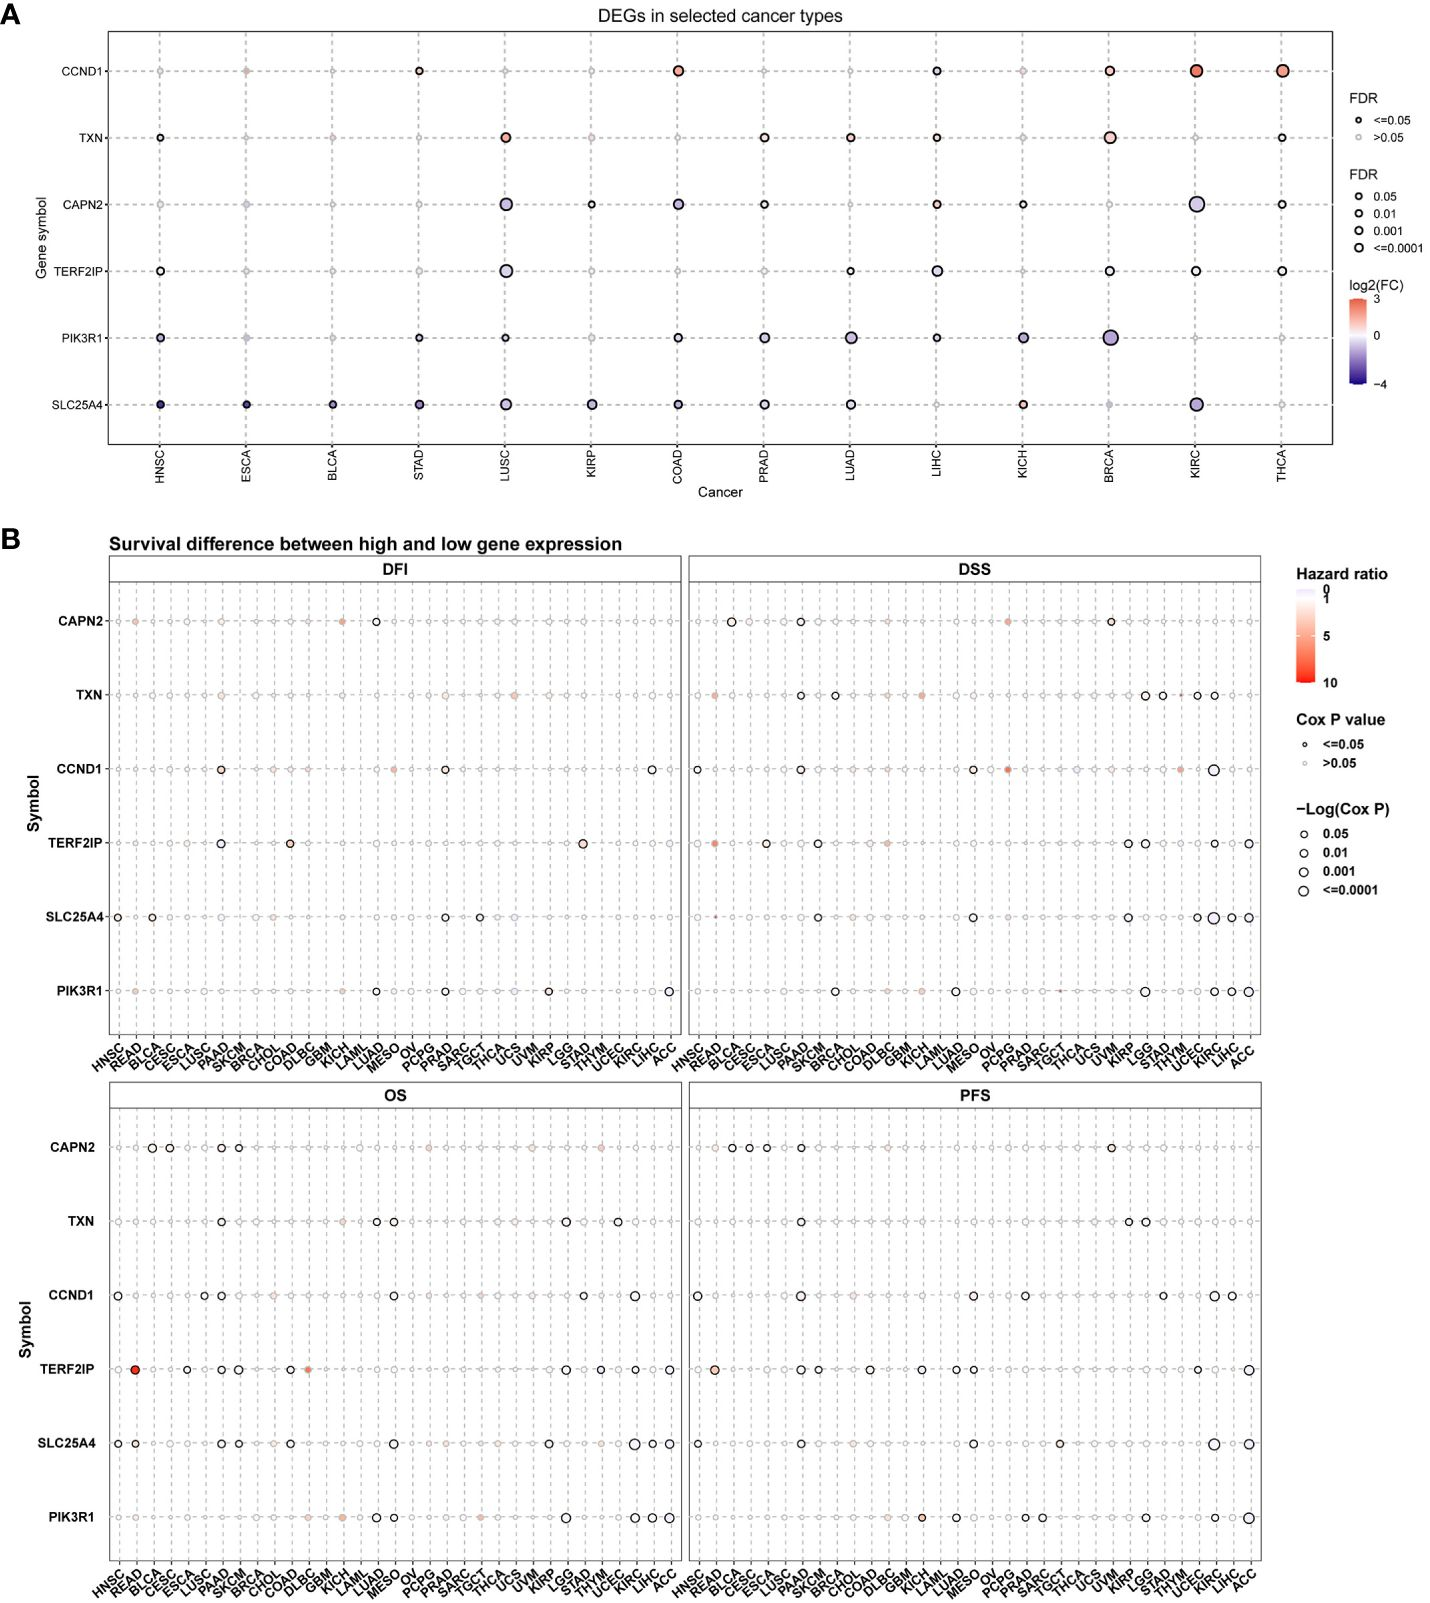 A
DEGs in selected cancer types
Gene symbol
CCND1
TXN
CAPN2
TERF2IP
PIK3R1
SLC25A4
HNSC ESCA BLCA STAD LUSC KIRP COAD PRAD LUAD LIHC KICH BRCA KIRC THCA
Cancer
FDR
<=0.05
>0.05
FDR
0.05
0.01
0.001
<=0.0001
log2(FC)
3
0
−4
B
Survival difference between high and low gene expression
DFI DSS
Symbol
CAPN2
TXN
CCND1
TERF2IP
SLC25A4
PIK3R1
HNSC READ BLCA CESC ESCA LUSC PAAD SKCM BRCA CHOL COAD DLBC GBM KICH LAML LUAD MESO OV PCPG PRAD SARC TGCT THCA UCS UVM KIRP LGG STAD THYM UCEC KIRC LIHC ACC
HNSC READ BLCA CESC ESCA LUSC PAAD SKCM BRCA CHOL COAD DLBC GBM KICH LAML LUAD MESO OV PCPG PRAD SARC TGCT THCA UCS UVM KIRP LGG STAD THYM UCEC KIRC LIHC ACC
Hazard ratio
0
1
5
10
Cox P value
<=0.05
>0.05
−Log(Cox P)
0.05
0.01
0.001
<=0.0001
OS PFS
Symbol
CAPN2
TXN
CCND1
TERF2IP
SLC25A4
PIK3R1
HNSC READ BLCA CESC ESCA LUSC PAAD SKCM BRCA CHOL COAD DLBC GBM KICH LAML LUAD MESO OV PCPG PRAD SARC TGCT THCA UCS UVM KIRP LGG STAD THYM UCEC KIRC LIHC ACC
HNSC READ BLCA CESC ESCA LUSC PAAD SKCM BRCA CHOL COAD DLBC GBM KICH LAML LUAD MESO OV PCPG PRAD SARC TGCT THCA UCS UVM KIRP LGG STAD THYM UCEC KIRC LIHC ACC